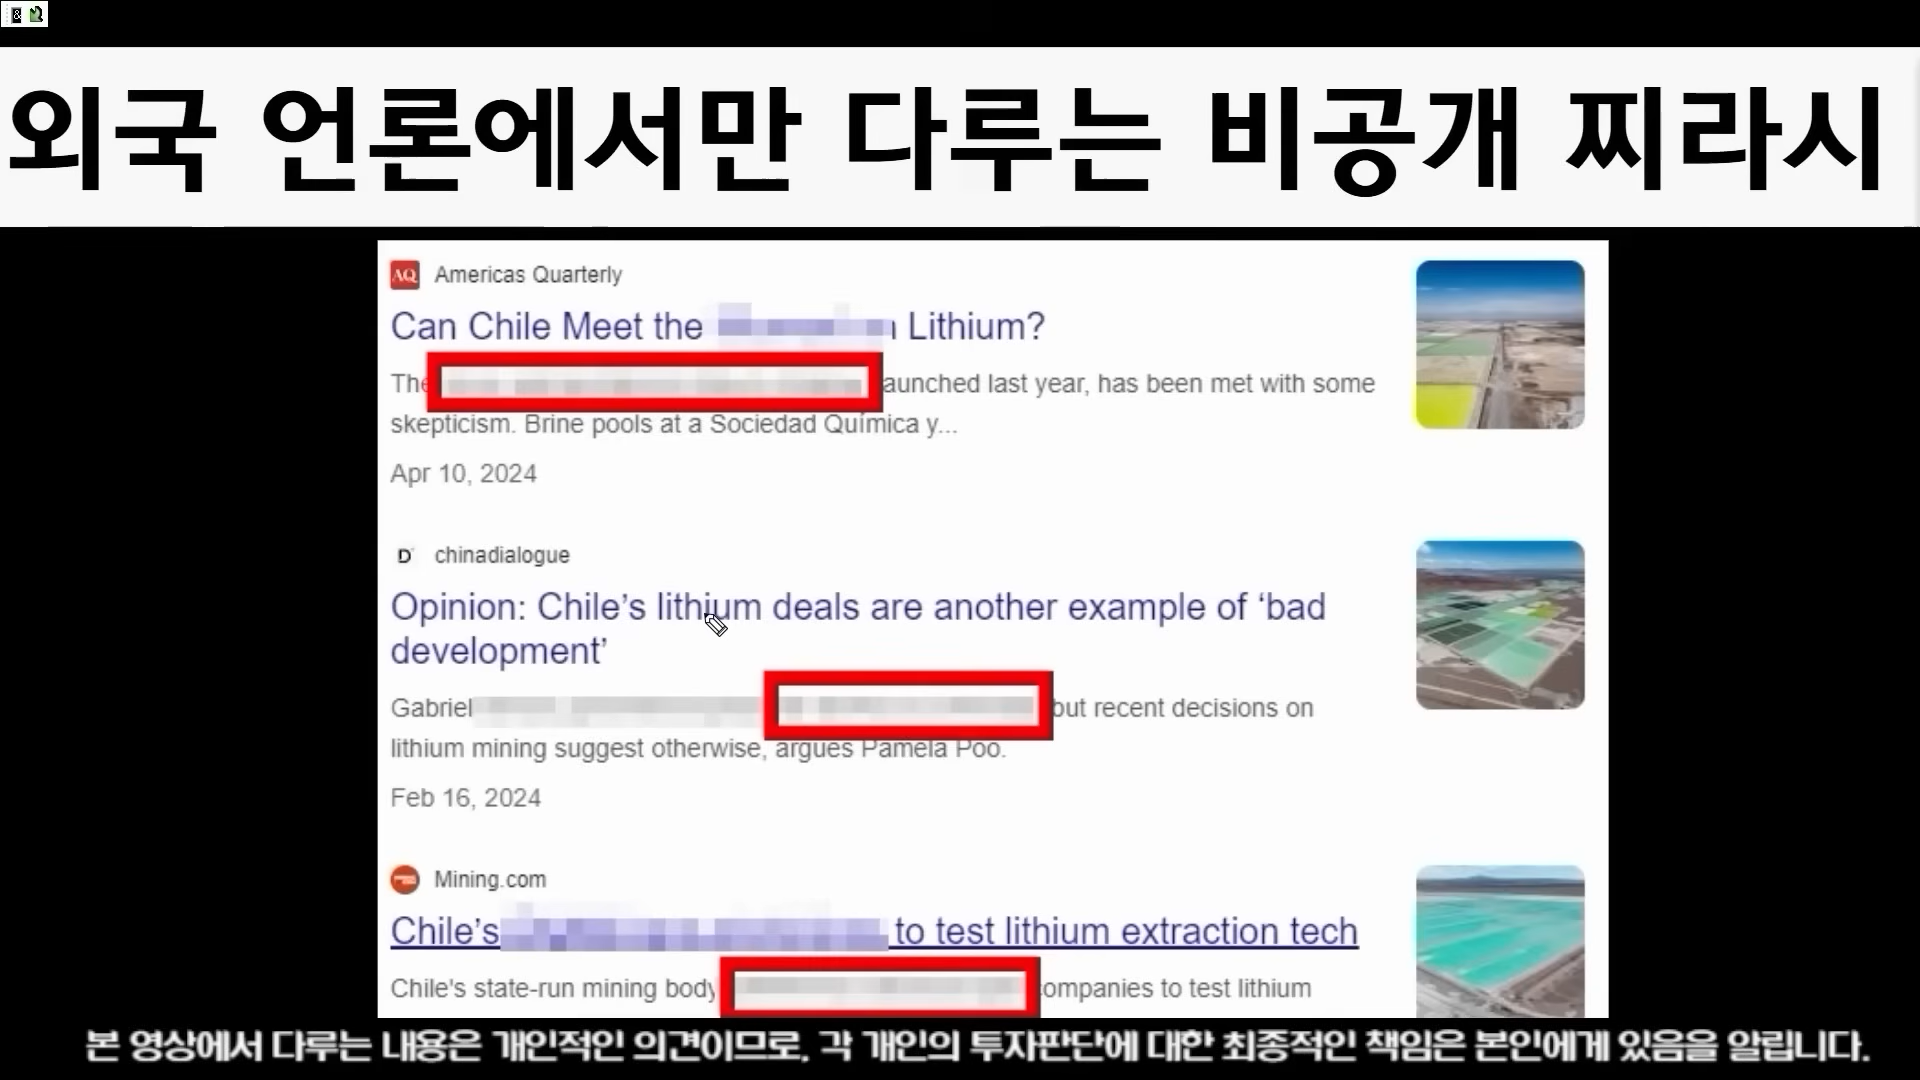 외국 언론에서만 다루는 비공개 찌라시
AQ Americas Quarterly
Can Chile Meet the Lithium?
The aunched last year, has been met with some
skepticism. Brine pools at a Sociedad Química y...
Apr 10, 2024
D chinadialogue
Opinion: Chile’s lithium deals are another example of ‘bad
development’
Gabriel but recent decisions on
lithium mining suggest otherwise, argues Pamela Poo.
Feb 16, 2024
Mining.com
Chile’s to test lithium extraction tech
Chile's state-run mining body ompanies to test lithium
본 영상에서 다루는 내용은 개인적인 의견이므로, 각 개인의 투자판단에 대한 최종적인 책임은 본인에게 있음을 알립니다.